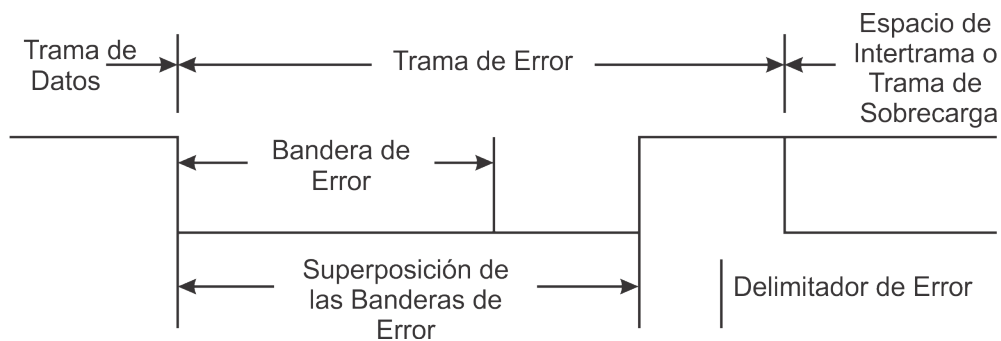 Trama de
Datos
Trama de Error
Espacio de
Intertrama o
Trama de
Sobrecarga
Bandera de
Error
Superposición de
las Banderas de
Error
Delimitador de Error